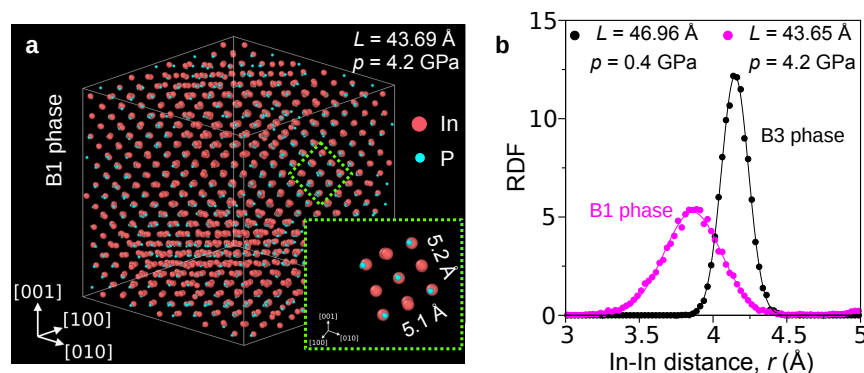 a
L = 43.69 Å
p = 4.2 GPa
B1 phase
In
P
5.2 Å
5.1 Å
[001]
[100]
[010]
[001]
[100]
[010]
b
L = 46.96 Å
p = 0.4 GPa
L = 43.65 Å
p = 4.2 GPa
B3 phase
B1 phase
RDF
15
10
5
0
3
3.5
4
4.5
5
In-In distance, r (Å)